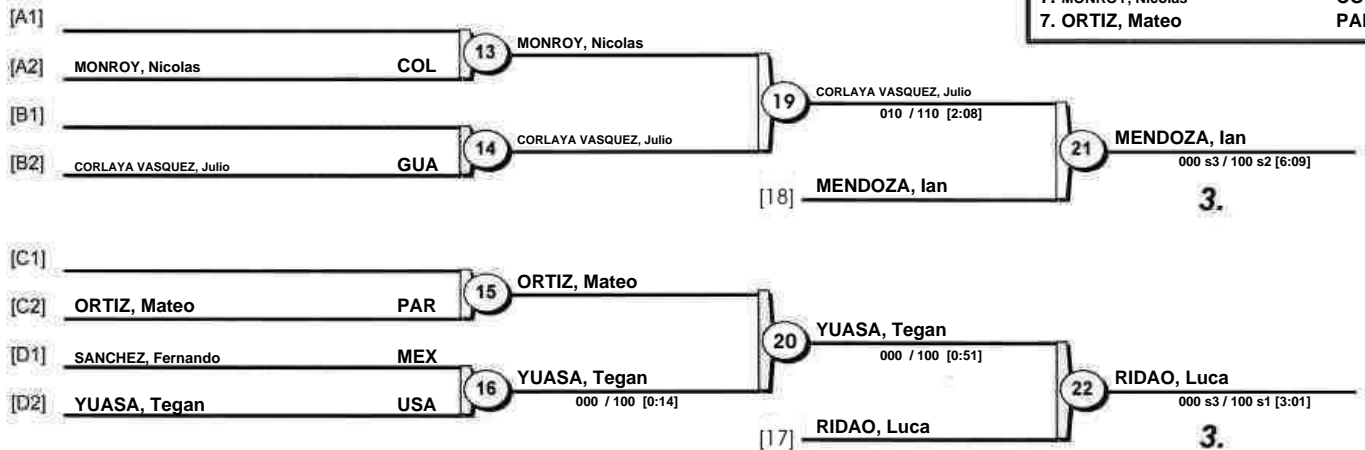 7. ORTIZ, Mateo
[A1]
13 MONROY, Nicolas
[A2] MONROY, Nicolas COL
19 CORLAYA VASQUEZ, Julio
010 / 110 [2:08]
[B1]
14 CORLAYA VASQUEZ, Julio
[B2] CORLAYA VASQUEZ, Julio GUA
21 MENDOZA, Ian
000 s3 / 100 s2 [6:09]
[18] MENDOZA, Ian
3.
[C1]
15 ORTIZ, Mateo
[C2] ORTIZ, Mateo PAR
20 YUASA, Tegan
000 / 100 [0:51]
[D1] SANCHEZ, Fernando MEX
16 YUASA, Tegan
000 / 100 [0:14]
[D2] YUASA, Tegan USA
22 RIDAO, Luca
000 s3 / 100 s1 [3:01]
[17] RIDAO, Luca
3.